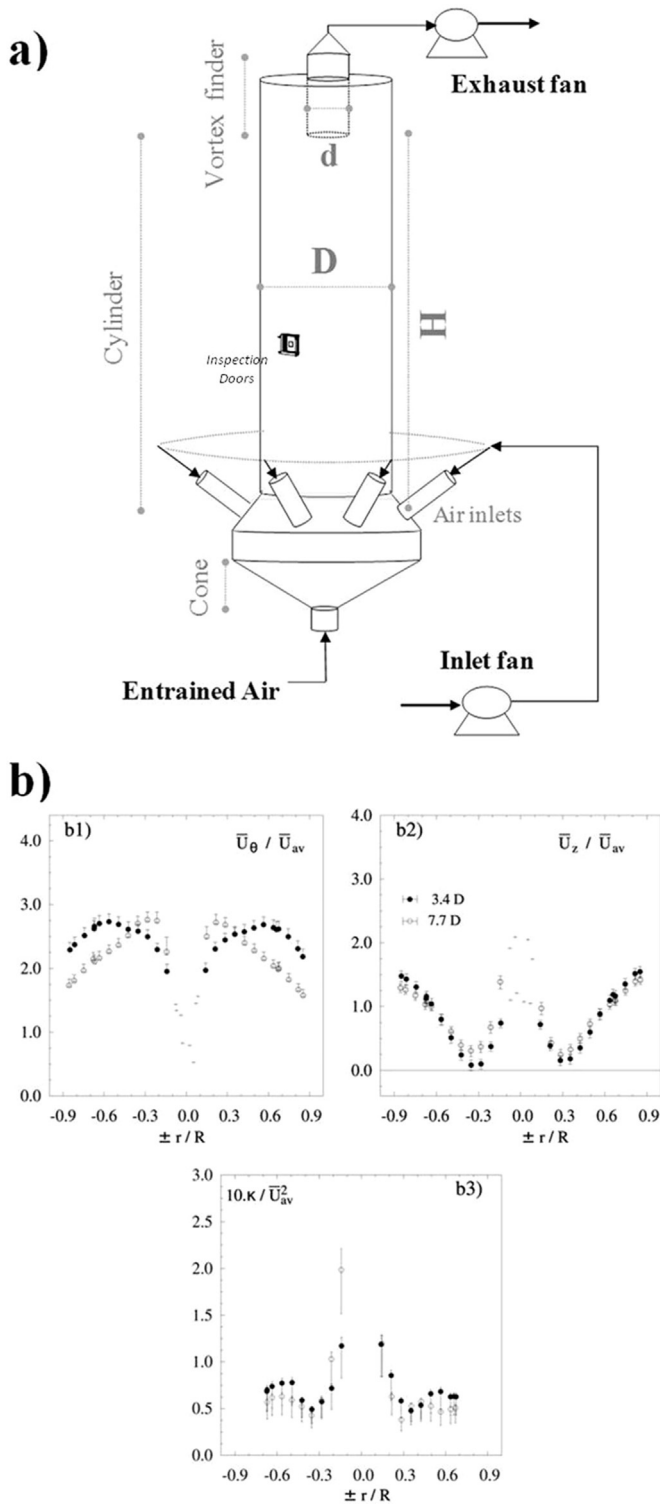 a)
Exhaust fan
Vortex finder
d
D
H
Cylinder
Inspection
Doors
Air inlets
Cone
Entrained Air
Inlet fan
b)
b1)
U̅θ / U̅av
4.0
3.0
2.0
1.0
0.0
-0.9 -0.6 -0.3 0.0 0.3 0.6 0.9
± r / R
b2)
U̅z / U̅av
3.4 D
7.7 D
4.0
3.0
2.0
1.0
0.0
-0.9 -0.6 -0.3 0.0 0.3 0.6 0.9
± r / R
10.κ / U̅²av
b3)
3.0
2.5
2.0
1.5
1.0
0.5
0.0
-0.9 -0.6 -0.3 0.0 0.3 0.6 0.9
± r / R